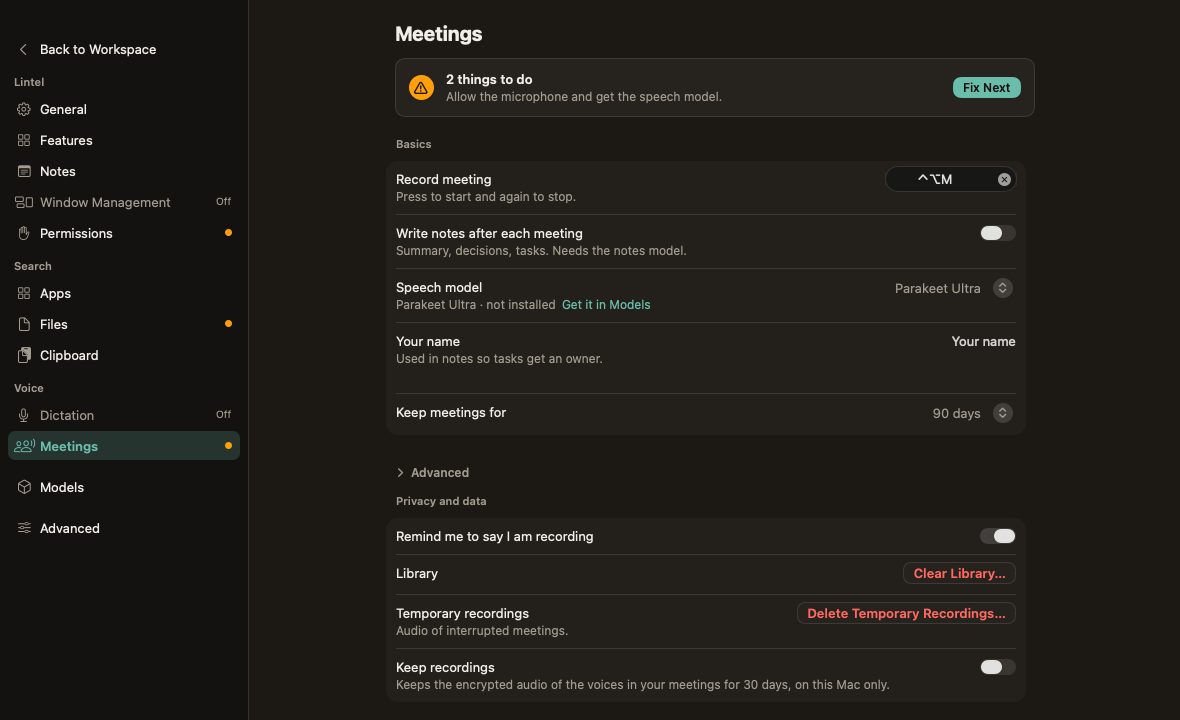 Back to Workspace
Lintel
General
Features
Notes
Window Management Off
Permissions
Search
Apps
Files
Clipboard
Voice
Dictation Off
Meetings
Models
Advanced
Meetings
2 things to do
Allow the microphone and get the speech model.
Fix Next
Basics
Record meeting
Press to start and again to stop.
^⌥M
Write notes after each meeting
Summary, decisions, tasks. Needs the notes model.
Speech model
Parakeet Ultra · not installed Get it in Models
Parakeet Ultra
Your name
Used in notes so tasks get an owner.
Your name
Keep meetings for
90 days
Advanced
Privacy and data
Remind me to say I am recording
Library
Clear Library...
Temporary recordings
Audio of interrupted meetings.
Delete Temporary Recordings...
Keep recordings
Keeps the encrypted audio of the voices in your meetings for 30 days, on this Mac only.